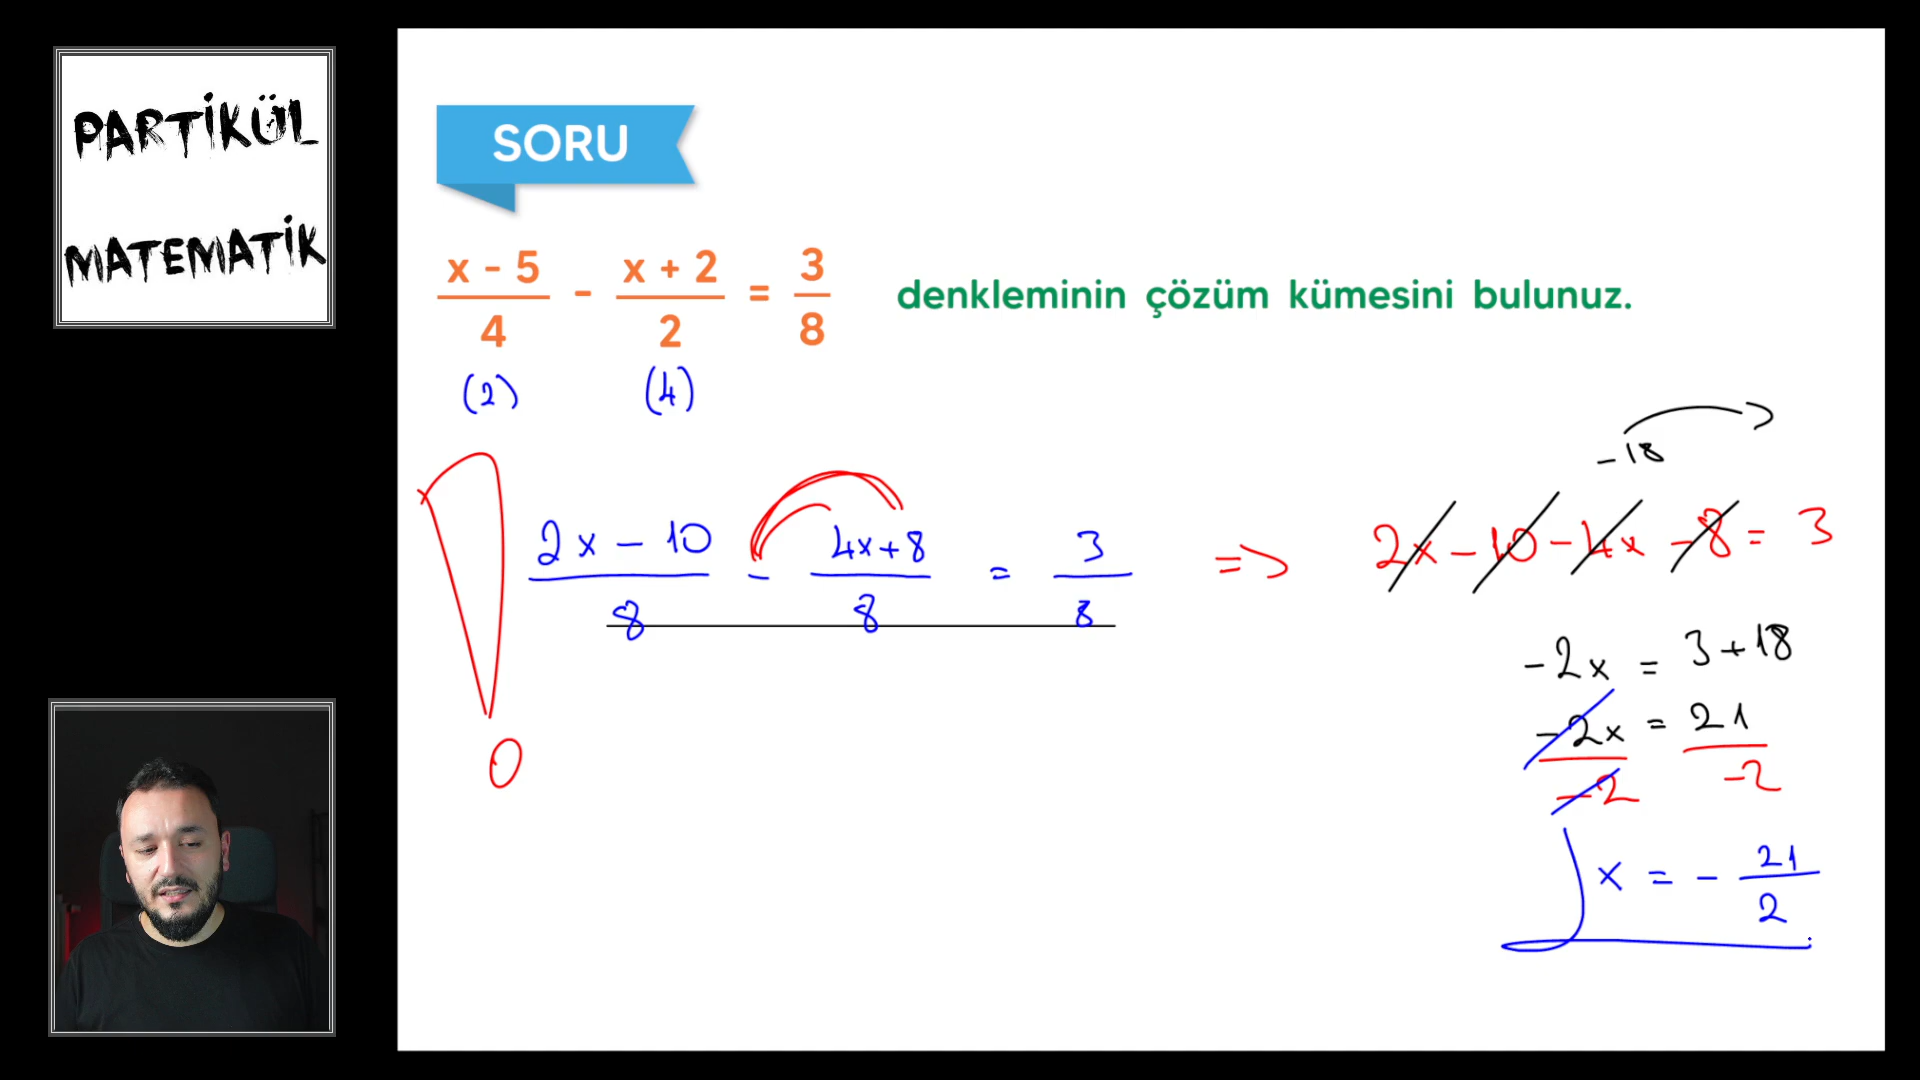 PARTİKÜL
MATEMATİK
SORU
x - 5 / 4 - x + 2 / 2 = 3 / 8 denkleminin çözüm kümesini bulunuz.
(2) (4)
-18
2x - 10 / 8 - 4x+8 / 8 = 3 / 8 => 2x - 10 - 4x - 8 = 3
-2x = 3+18
-2x / -2 = 21 / -2
x = - 21 / 2
0